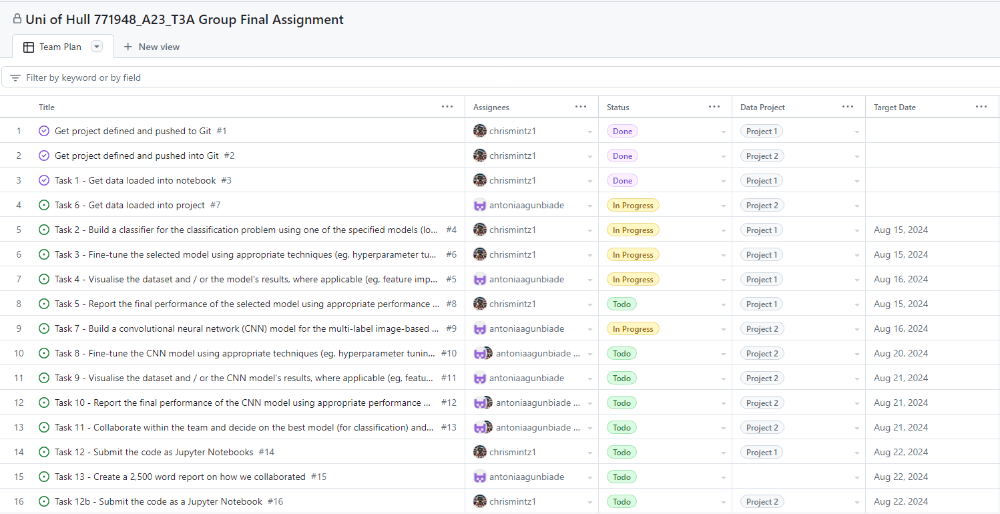 Uni of Hull 771948_A23_T3A Group Final Assignment
Team Plan New view
Filter by keyword or by field
Title Assignees Status Data Project Target Date
1 Get project defined and pushed to Git #1 chrismintz1 Done Project 1
2 Get project defined and pushed into Git #2 chrismintz1 Done Project 2
3 Task 1 - Get data loaded into notebook #3 chrismintz1 Done Project 1
4 Task 6 - Get data loaded into project #7 antoniaagunbiade In Progress Project 2
5 Task 2 - Build a classifier for the classification problem using one of the specified models (lo... #4 chrismintz1 In Progress Project 1 Aug 15, 2024
6 Task 3 - Fine-tune the selected model using appropriate techniques (eg, hyperparameter tu... #6 chrismintz1 In Progress Project 1 Aug 15, 2024
7 Task 4 - Visualise the dataset and / or the model's results, where applicable (eg, feature imp... #5 antoniaagunbiade In Progress Project 1 Aug 16, 2024
8 Task 5 - Report the final performance of the selected model using appropriate performance ... #8 chrismintz1 Todo Project 1 Aug 15, 2024
9 Task 7 - Build a convolutional neural network (CNN) model for the multi-label image-based ... #9 antoniaagunbiade In Progress Project 2 Aug 16, 2024
10 Task 8 - Fine-tune the CNN model using appropriate techniques (eg, hyperparameter tunin... #10 antoniaagunbiade ... Todo Project 2 Aug 20, 2024
11 Task 9 - Visualise the dataset and / or the CNN model's results, where applicable (eg, featu... #11 antoniaagunbiade Todo Project 2 Aug 21, 2024
12 Task 10 - Report the final performance of the CNN model using appropriate performance ... #12 antoniaagunbiade ... Todo Project 2 Aug 21, 2024
13 Task 11 - Collaborate within the team and decide on the best model (for classification) and... #13 antoniaagunbiade ... Todo Project 2 Aug 21, 2024
14 Task 12 - Submit the code as Jupyter Notebooks #14 chrismintz1 Todo Project 1 Aug 22, 2024
15 Task 13 - Create a 2,500 word report on how we collaborated #15 antoniaagunbiade Todo Aug 22, 2024
16 Task 12b - Submit the code as a Jupyter Notebook #16 chrismintz1 Todo Project 2 Aug 22, 2024